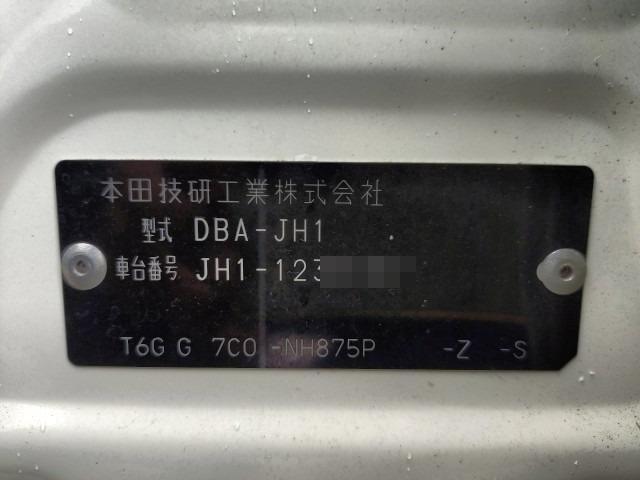 本田技研工業株式会社
型式 DBA-JH1
車台番号 JH1-123
T6G G 7C0 -NH875P -Z -S